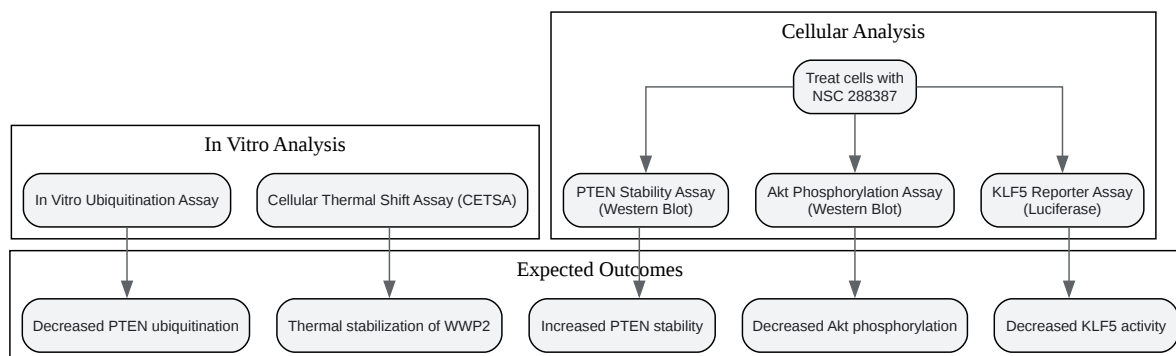 Cellular Analysis
Treat cells with
NSC 288387
In Vitro Analysis
In Vitro Ubiquitination Assay
Cellular Thermal Shift Assay (CETSA)
PTEN Stability Assay
(Western Blot)
Akt Phosphorylation Assay
(Western Blot)
KLF5 Reporter Assay
(Luciferase)
Expected Outcomes
Decreased PTEN ubiquitination
Thermal stabilization of WWP2
Increased PTEN stability
Decreased Akt phosphorylation
Decreased KLF5 activity